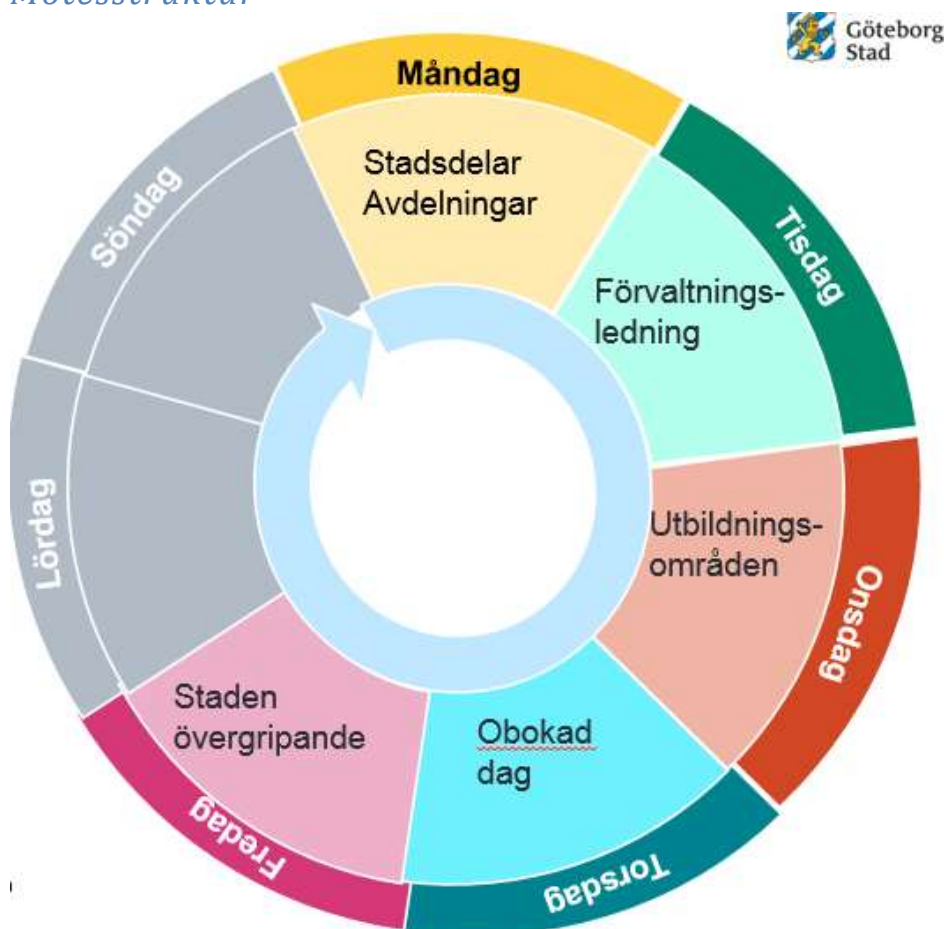 Mötesstruktur
Göteborg
Stad
Måndag
Stadsdelar
Avdelningar
Tisdag
Förvaltnings-
ledning
Onsdag
Utbildnings-
områden
Torsdag
Obokad
dag
Fredag
Staden
övergripande
Lördag
Söndag